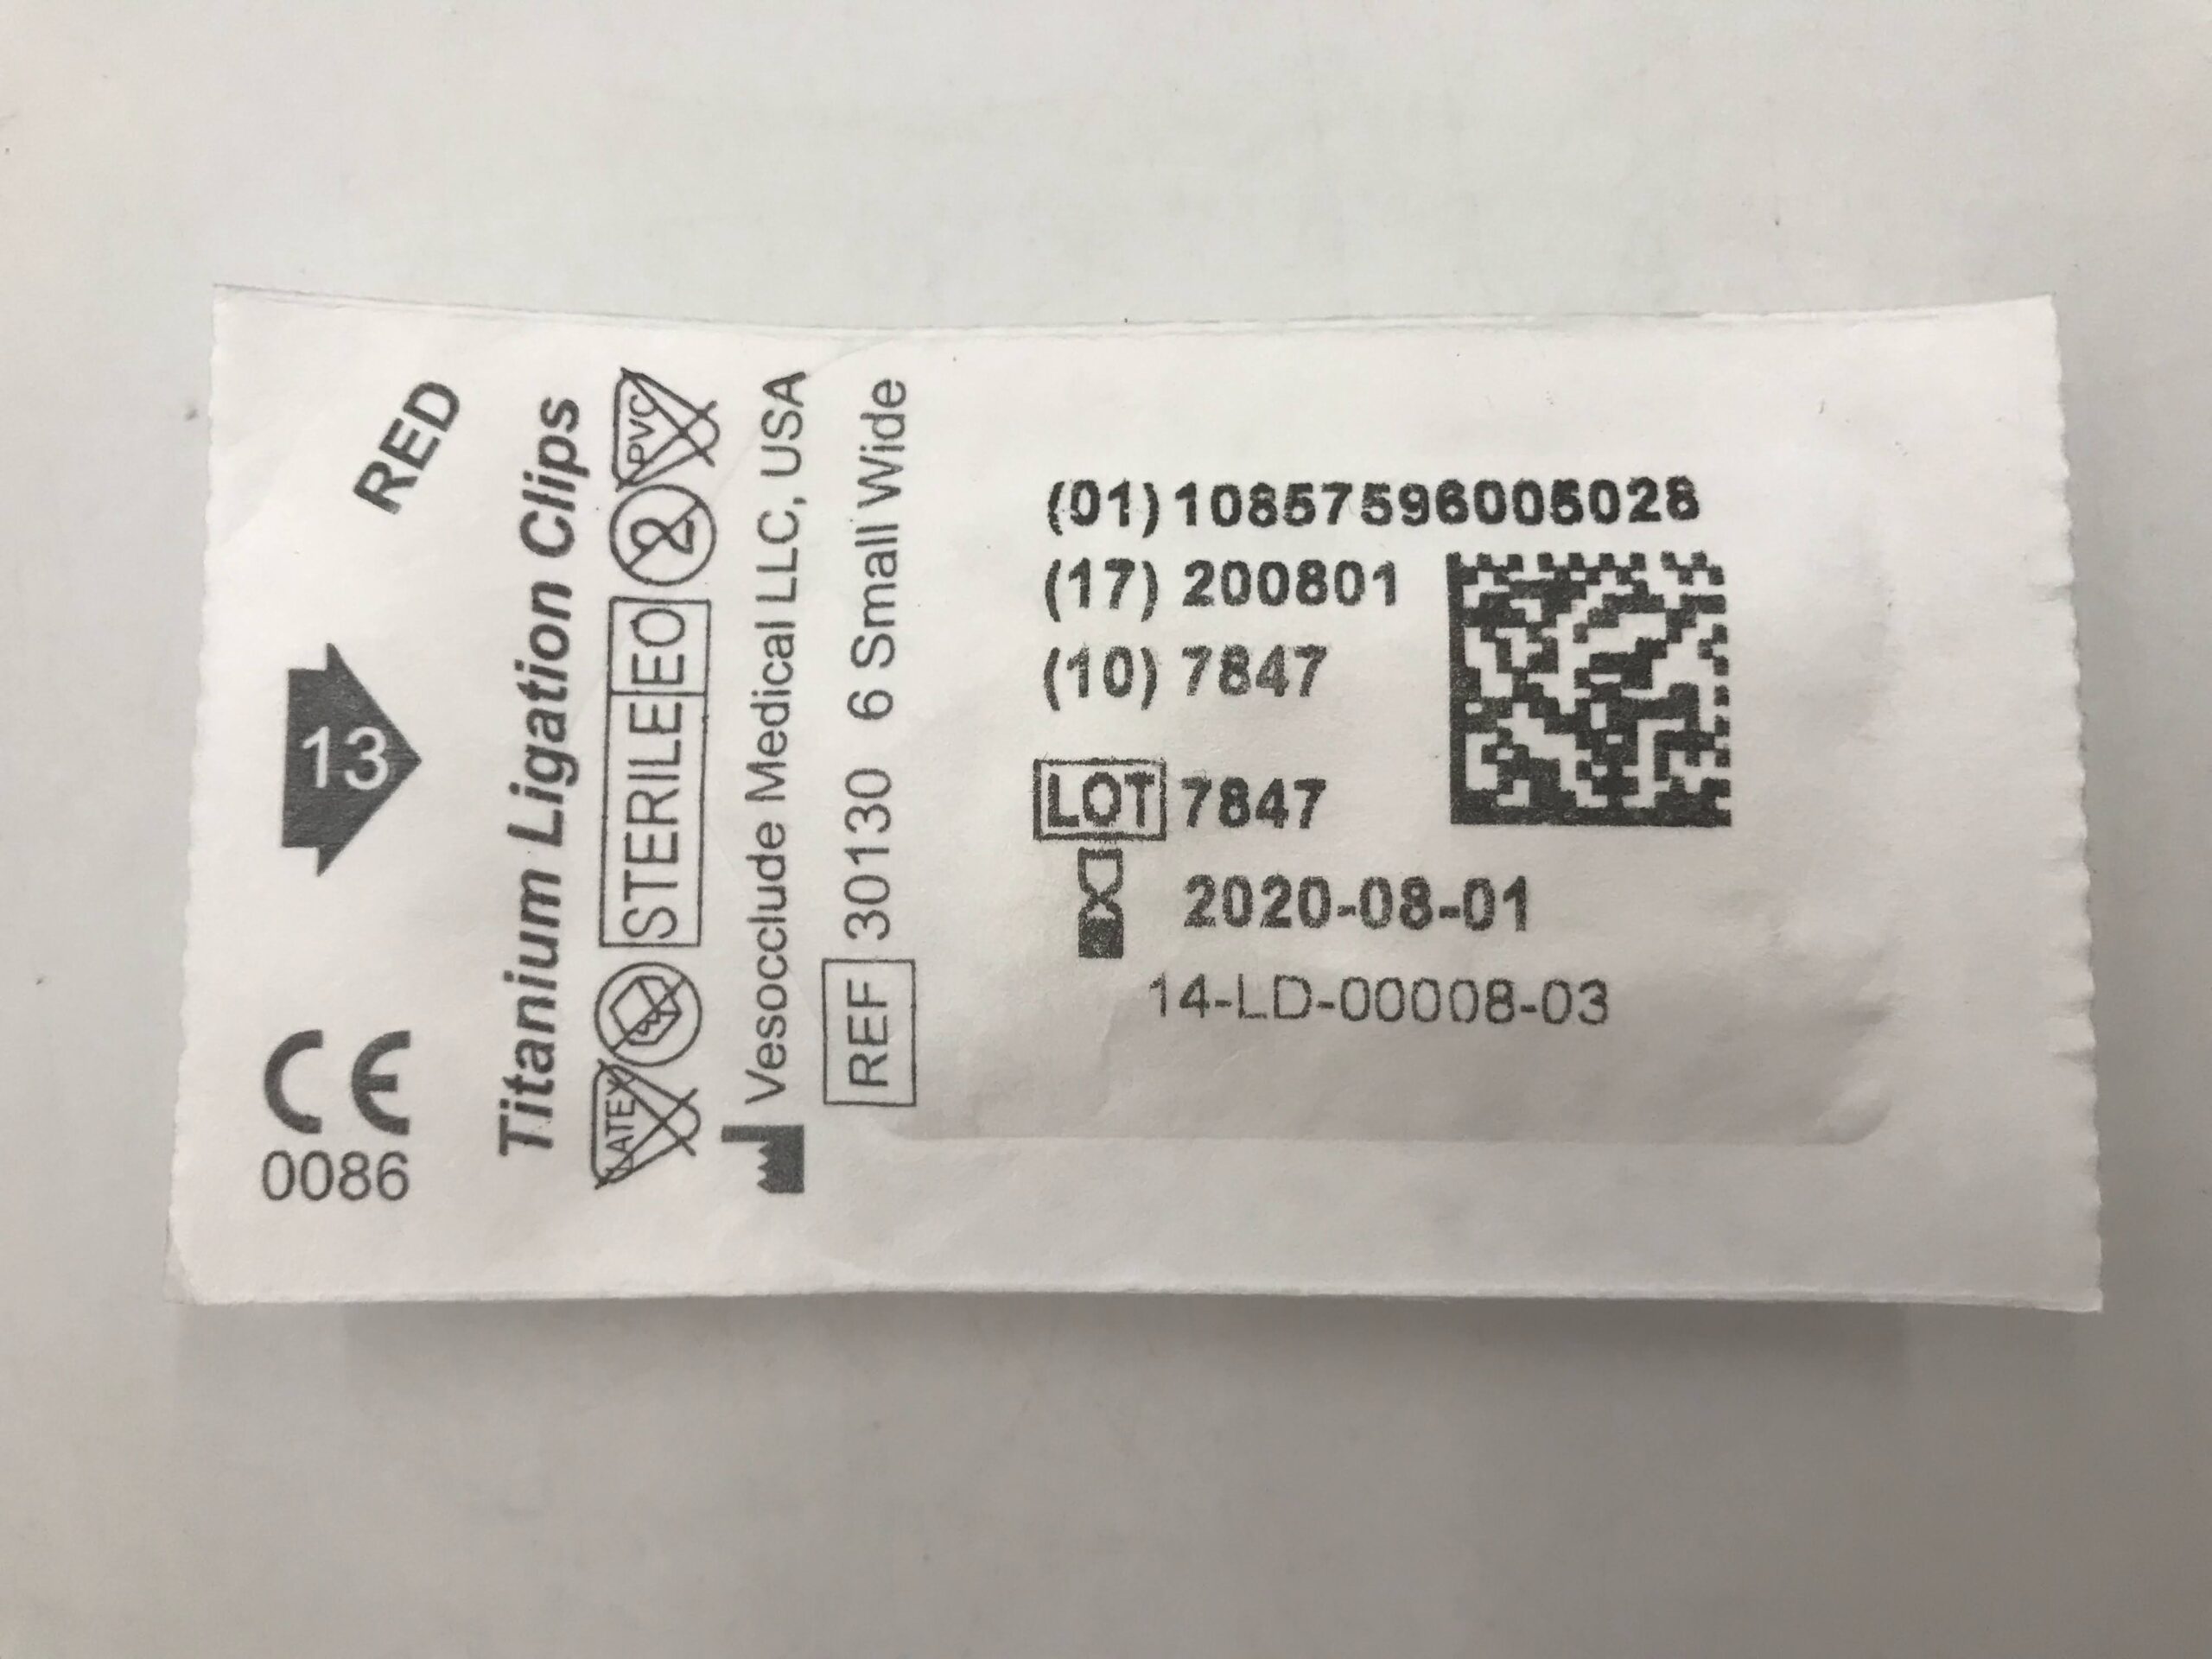 RED
13
CE
0086
Titanium Ligation Clips
LATEX STERILE EO 2 PVC
Vesocclude Medical LLC, USA
REF 30130 6 Small Wide
(01)10857596005028
(17) 200801
(10) 7847
LOT 7847
2020-08-01
14-LD-00008-03